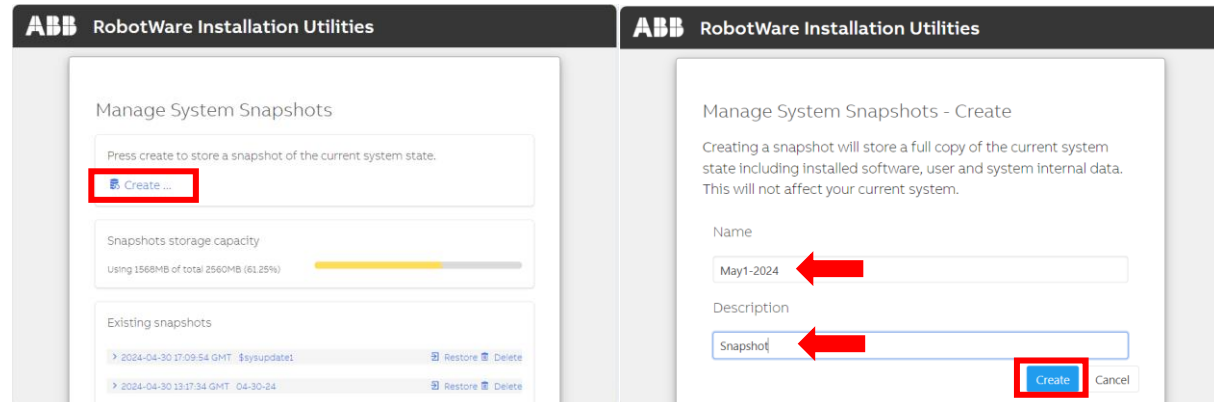 ABB RobotWare Installation Utilities
Manage System Snapshots
Press create to store a snapshot of the current system state.
Create ...
Snapshots storage capacity
Using 1568MB of total 2560MB (61.25%)
Existing snapshots
> 2024-04-30 17:09:54 GMT $sysupdate1 Restore Delete
> 2024-04-30 13:17:34 GMT 04-30-24 Restore Delete
ABB RobotWare Installation Utilities
Manage System Snapshots - Create
Creating a snapshot will store a full copy of the current system
state including installed software, user and system internal data.
This will not affect your current system.
Name
May1-2024
Description
Snapshot
Create Cancel